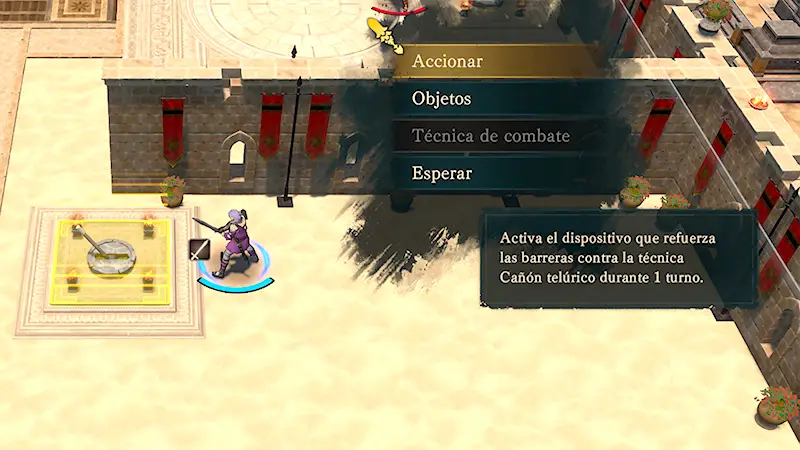 Accionar
Objetos
Técnica de combate
Esperar
Activa el dispositivo que refuerza
las barreras contra la técnica
Cañón telúrico durante 1 turno.